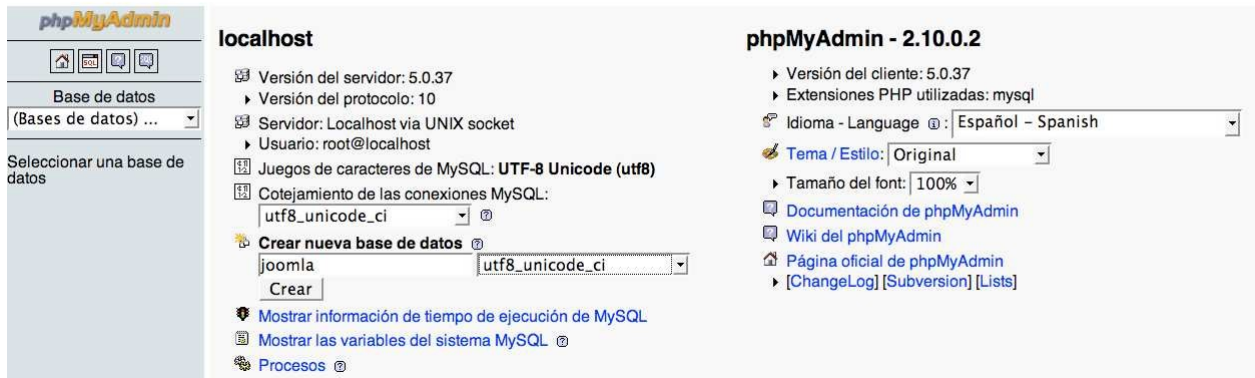 phpMyAdmin
SQL
Base de datos
(Bases de datos) ...
Seleccionar una base de
datos
localhost
Versión del servidor: 5.0.37
Versión del protocolo: 10
Servidor: Localhost via UNIX socket
Usuario: root@localhost
Juegos de caracteres de MySQL: UTF-8 Unicode (utf8)
Cotejamiento de las conexiones MySQL:
utf8_unicode_ci
Crear nueva base de datos
joomla utf8_unicode_ci
Crear
Mostrar información de tiempo de ejecución de MySQL
Mostrar las variables del sistema MySQL
Procesos
phpMyAdmin - 2.10.0.2
Versión del cliente: 5.0.37
Extensiones PHP utilizadas: mysql
Idioma - Language : Español - Spanish
Tema / Estilo: Original
Tamaño del font: 100%
Documentación de phpMyAdmin
Wiki del phpMyAdmin
Página oficial de phpMyAdmin
[ChangeLog] [Subversion] [Lists]